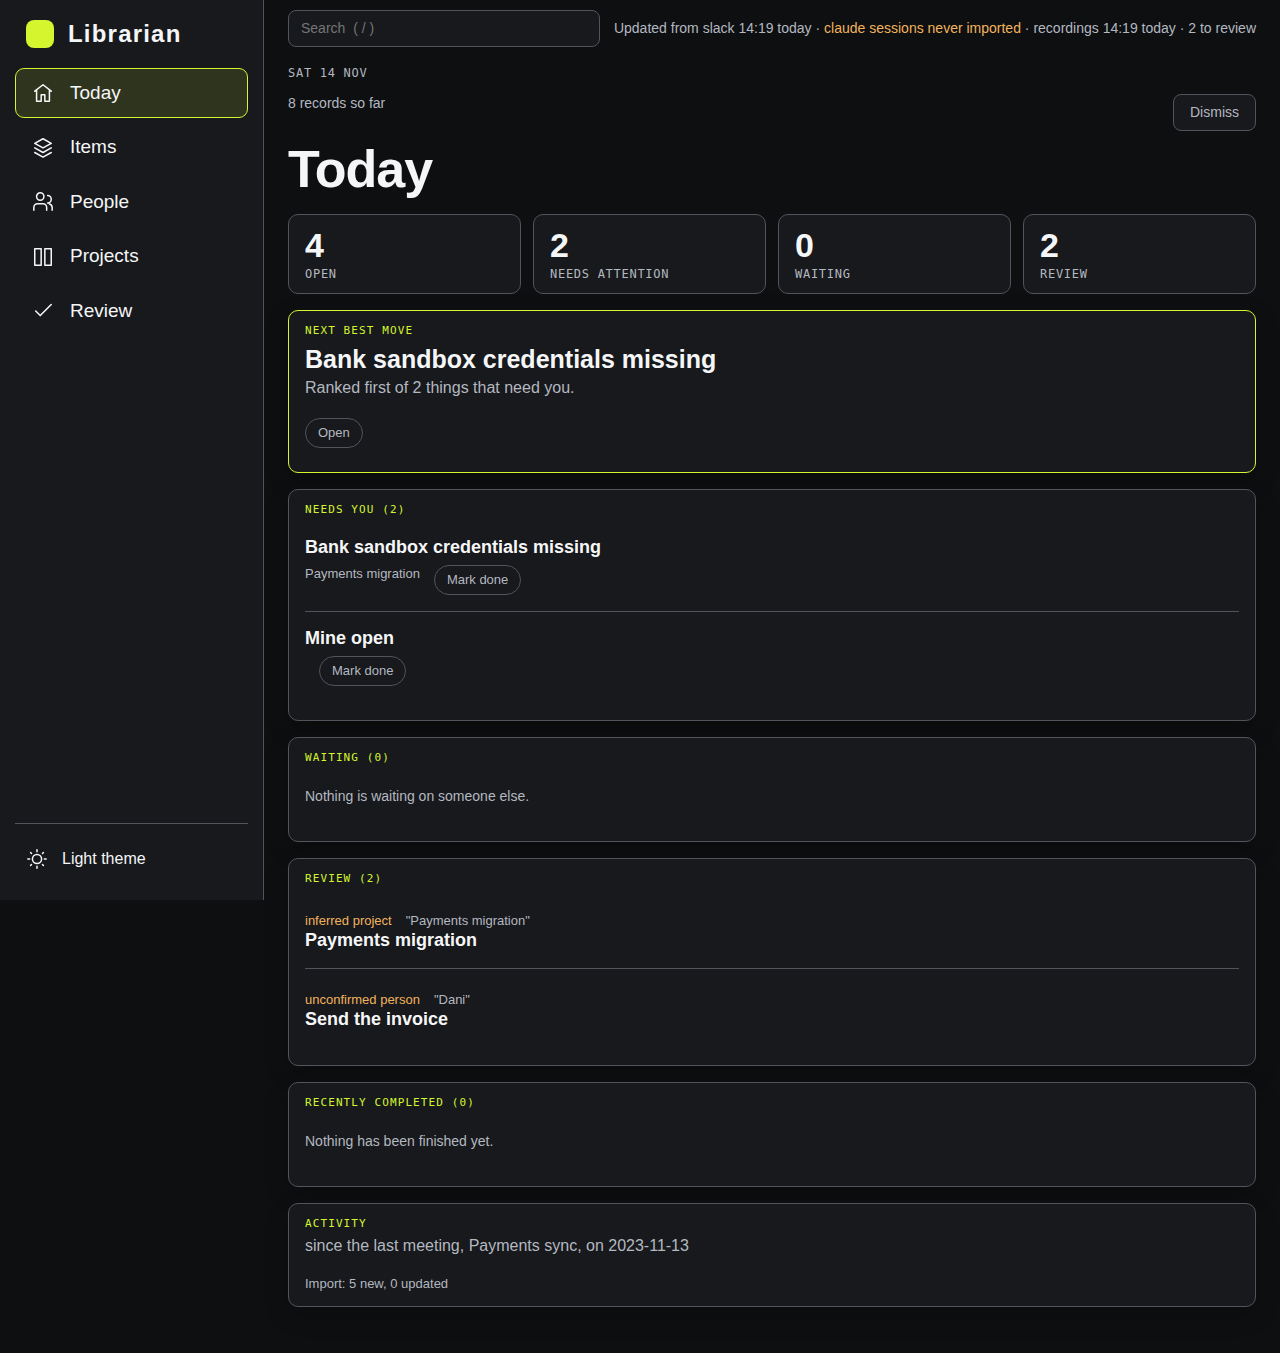 Librarian
Today
Items
People
Projects
Review
Light theme
Search ( / )
Updated from slack 14:19 today · claude sessions never imported · recordings 14:19 today · 2 to review
SAT 14 NOV
8 records so far
Dismiss
Today
4
OPEN
2
NEEDS ATTENTION
0
WAITING
2
REVIEW
NEXT BEST MOVE
Bank sandbox credentials missing
Ranked first of 2 things that need you.
Open
NEEDS YOU (2)
Bank sandbox credentials missing
Payments migration Mark done
Mine open
Mark done
WAITING (0)
Nothing is waiting on someone else.
REVIEW (2)
inferred project "Payments migration"
Payments migration
unconfirmed person "Dani"
Send the invoice
RECENTLY COMPLETED (0)
Nothing has been finished yet.
ACTIVITY
since the last meeting, Payments sync, on 2023-11-13
Import: 5 new, 0 updated